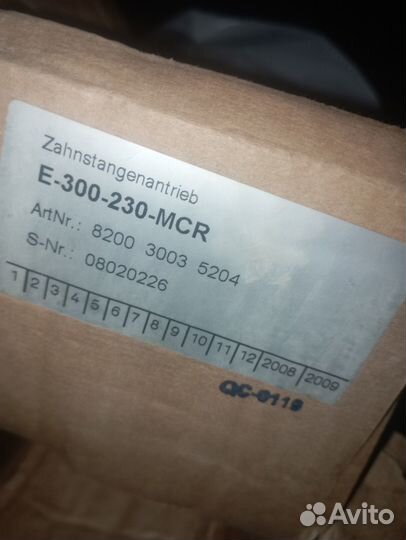 Zahnstangenantrieb
E-300-230-MCR
ArtNr.: 8200 3003 5204
S-Nr.: 08020226
1 2 3 4 5 6 7 8 9 10 11 12 2008 2009
QC-0119
Avito